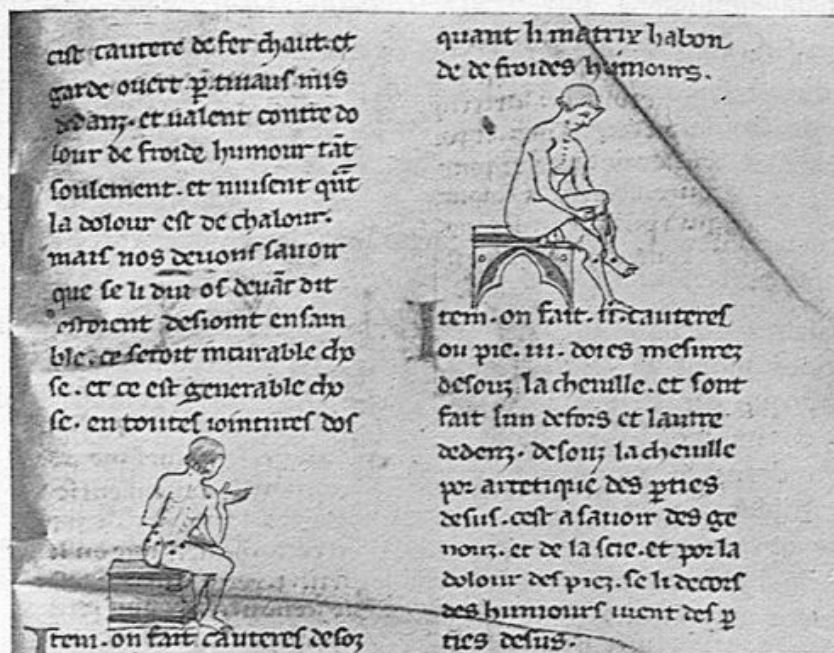 cist cautere de fer chaut. et
garde ouert p̱ tuiaus mis
dedanz. et ualent contre do
lour de froide humour tāt
soulement. et nuisent qn̄t
la dolour est de chalour.
mais nos deuons sauoir
que se li dui os deuāt dit
estoient desioint ensam
ble. ce seroit incurable cho
se. et ce est generable cho
se. en toutes iointures dos
Item. on fait cauteres desoz
quant li matrix habon
de de froides humours.
Item. on fait .ii. cauteres
ou pie .iii. doies mesurez
desouz la cheuille. et sont
fait lun defors et lautre
dedenz. desouz la cheuille
por artetique des p̱ties
desus. cest a sauoir des ge
nouz. et de la scie. et por la
dolour des piez. se li decors
des humours uient des p̱
ties desus.